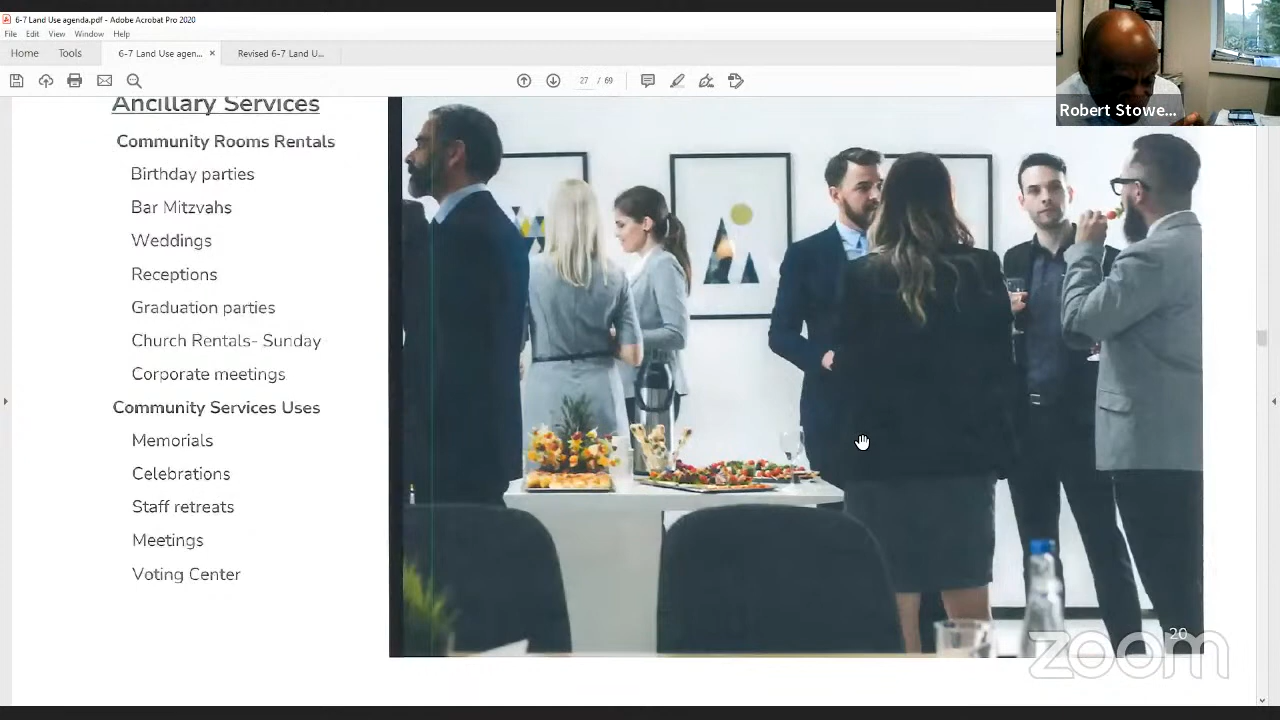 6-7 Land Use agenda.pdf - Adobe Acrobat Pro 2020
File Edit View Window Help
Home Tools 6-7 Land Use agen... × Revised 6-7 Land U...
27 / 69
Robert Stowe...
Ancillary Services
Community Rooms Rentals
Birthday parties
Bar Mitzvahs
Weddings
Receptions
Graduation parties
Church Rentals- Sunday
Corporate meetings
Community Services Uses
Memorials
Celebrations
Staff retreats
Meetings
Voting Center
20
zoom